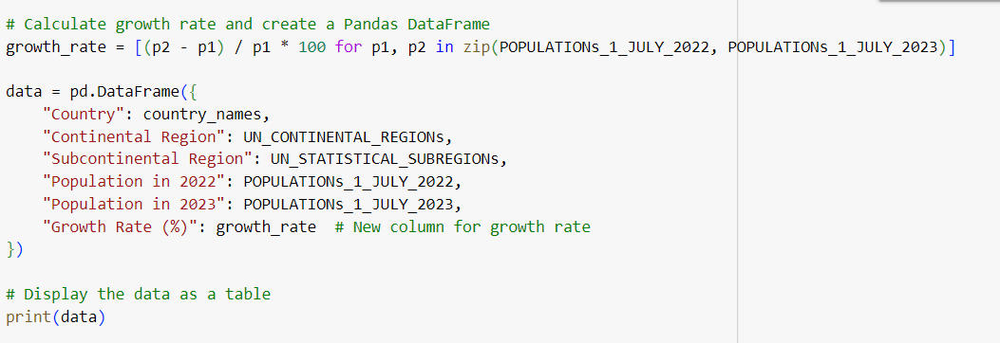 # Calculate growth rate and create a Pandas DataFrame
growth_rate = [(p2 - p1) / p1 * 100 for p1, p2 in zip(POPULATIONs_1_JULY_2022, POPULATIONs_1_JULY_2023)]
data = pd.DataFrame({
    "Country": country_names,
    "Continental Region": UN_CONTINENTAL_REGIONs,
    "Subcontinental Region": UN_STATISTICAL_SUBREGIONs,
    "Population in 2022": POPULATIONs_1_JULY_2022,
    "Population in 2023": POPULATIONs_1_JULY_2023,
    "Growth Rate (%)": growth_rate  # New column for growth rate
})
# Display the data as a table
print(data)